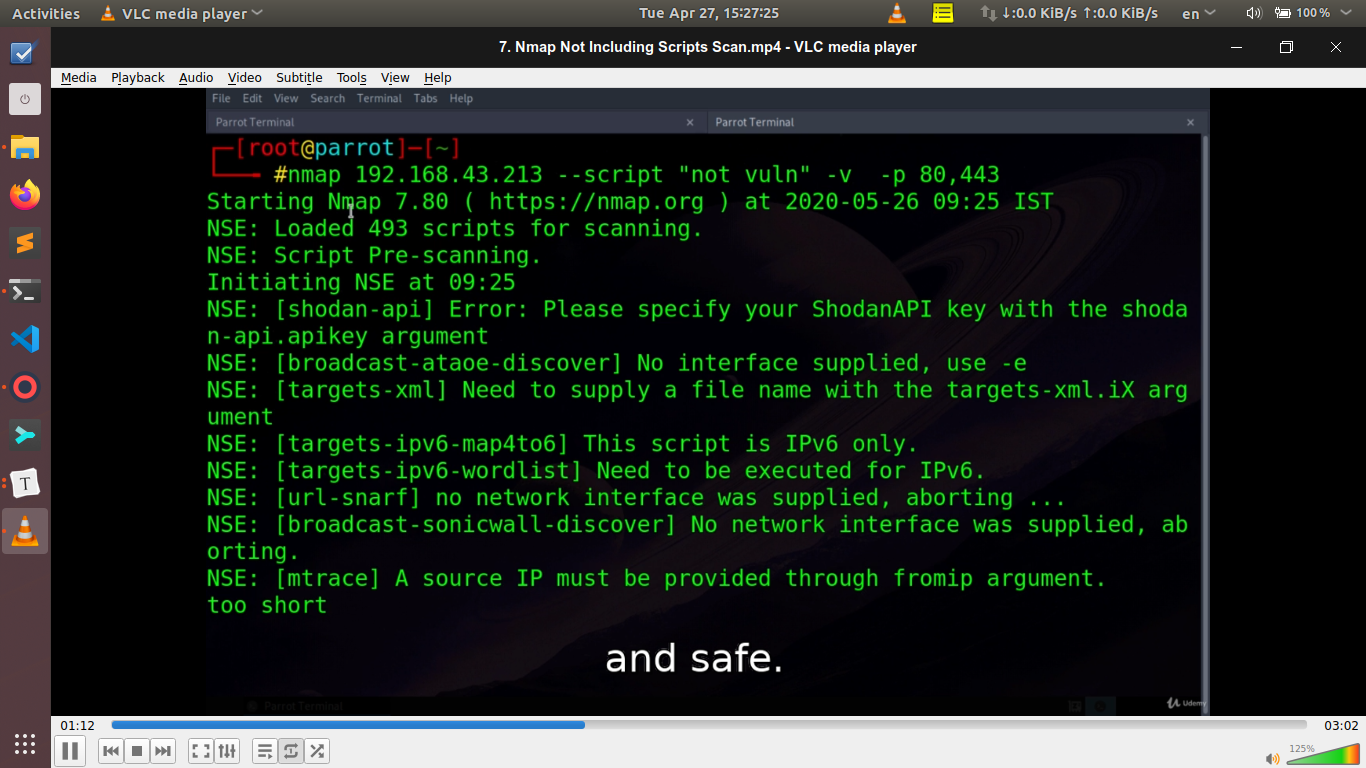 Activities
VLC media player
Tue Apr 27, 15:27:25
↓:0.0 KiB/s ↑:0.0 KiB/s
en
100 %
7. Nmap Not Including Scripts Scan.mp4 - VLC media player
Media Playback Audio Video Subtitle Tools View Help
File Edit View Search Terminal Tabs Help
Parrot Terminal × Parrot Terminal ×
[root@parrot]─[~]
#nmap 192.168.43.213 --script "not vuln" -v  -p 80,443
Starting Nmap 7.80 ( https://nmap.org ) at 2020-05-26 09:25 IST
NSE: Loaded 493 scripts for scanning.
NSE: Script Pre-scanning.
Initiating NSE at 09:25
NSE: [shodan-api] Error: Please specify your ShodanAPI key with the shoda
n-api.apikey argument
NSE: [broadcast-ataoe-discover] No interface supplied, use -e
NSE: [targets-xml] Need to supply a file name with the targets-xml.iX arg
ument
NSE: [targets-ipv6-map4to6] This script is IPv6 only.
NSE: [targets-ipv6-wordlist] Need to be executed for IPv6.
NSE: [url-snarf] no network interface was supplied, aborting ...
NSE: [broadcast-sonicwall-discover] No network interface was supplied, ab
orting.
NSE: [mtrace] A source IP must be provided through fromip argument.
too short
and safe.
Parrot Terminal
Udemy
01:12
03:02
125%